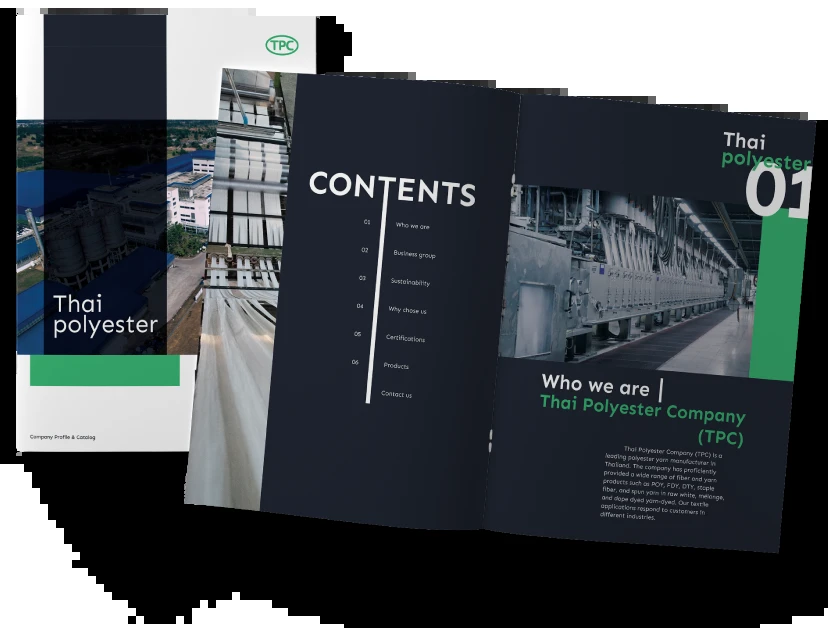 TPC
Thai
polyester
Company Profile & Catalog
CONTENTS
01 Who we are
02 Business group
03 Sustainability
04 Why chose us
05 Certifications
06 Products
Contact us
Thai
polyester
01
Who we are |
Thai Polyester Company
(TPC)
Thai Polyester Company (TPC) is a
leading polyester yarn manufacturer in
Thailand. The company has proficiently
provided a wide range of fiber and yarn
products such as POY, FDY, DTY, staple
fiber, and spun yarn in raw white, melange,
and dope dyed yarn-dyed. Our textile
applications respond to customers in
different industries.